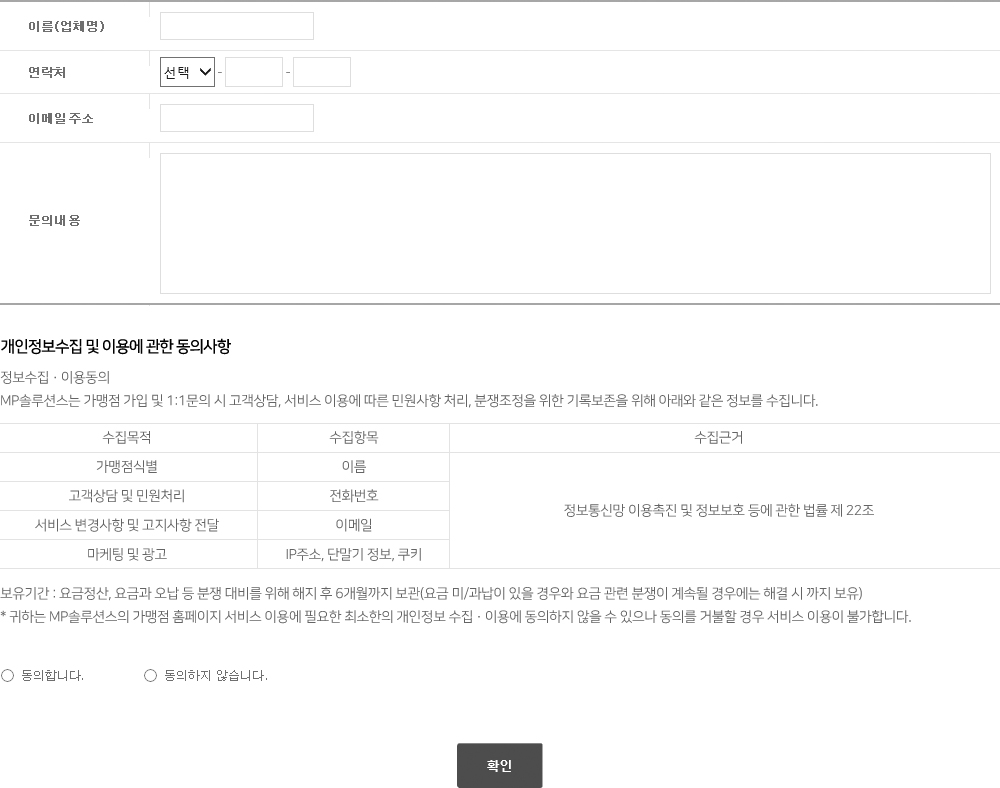 이름(업체명)
연락처
선택 - -
이메일 주소
문의내용
개인정보수집 및 이용에 관한 동의사항
정보수집 · 이용동의
MP솔루션스는 가맹점 가입 및 1:1문의 시 고객상담, 서비스 이용에 따른 민원사항 처리, 분쟁조정을 위한 기록보존을 위해 아래와 같은 정보를 수집니다.
수집목적 수집항목 수집근거
가맹점식별 이름
고객상담 및 민원처리 전화번호
정보통신망 이용촉진 및 정보보호 등에 관한 법률 제 22조
서비스 변경사항 및 고지사항 전달 이메일
마케팅 및 광고 IP주소, 단말기 정보, 쿠키
보유기간 : 요금정산, 요금과 오납 등 분쟁 대비를 위해 해지 후 6개월까지 보관(요금 미/과납이 있을 경우와 요금 관련 분쟁이 계속될 경우에는 해결 시 까지 보유)
* 귀하는 MP솔루션스의 가맹점 홈페이지 서비스 이용에 필요한 최소한의 개인정보 수집 · 이용에 동의하지 않을 수 있으나 동의를 거불할 경우 서비스 이용이 불가합니다.
동의합니다. 동의하지 않습니다.
확인